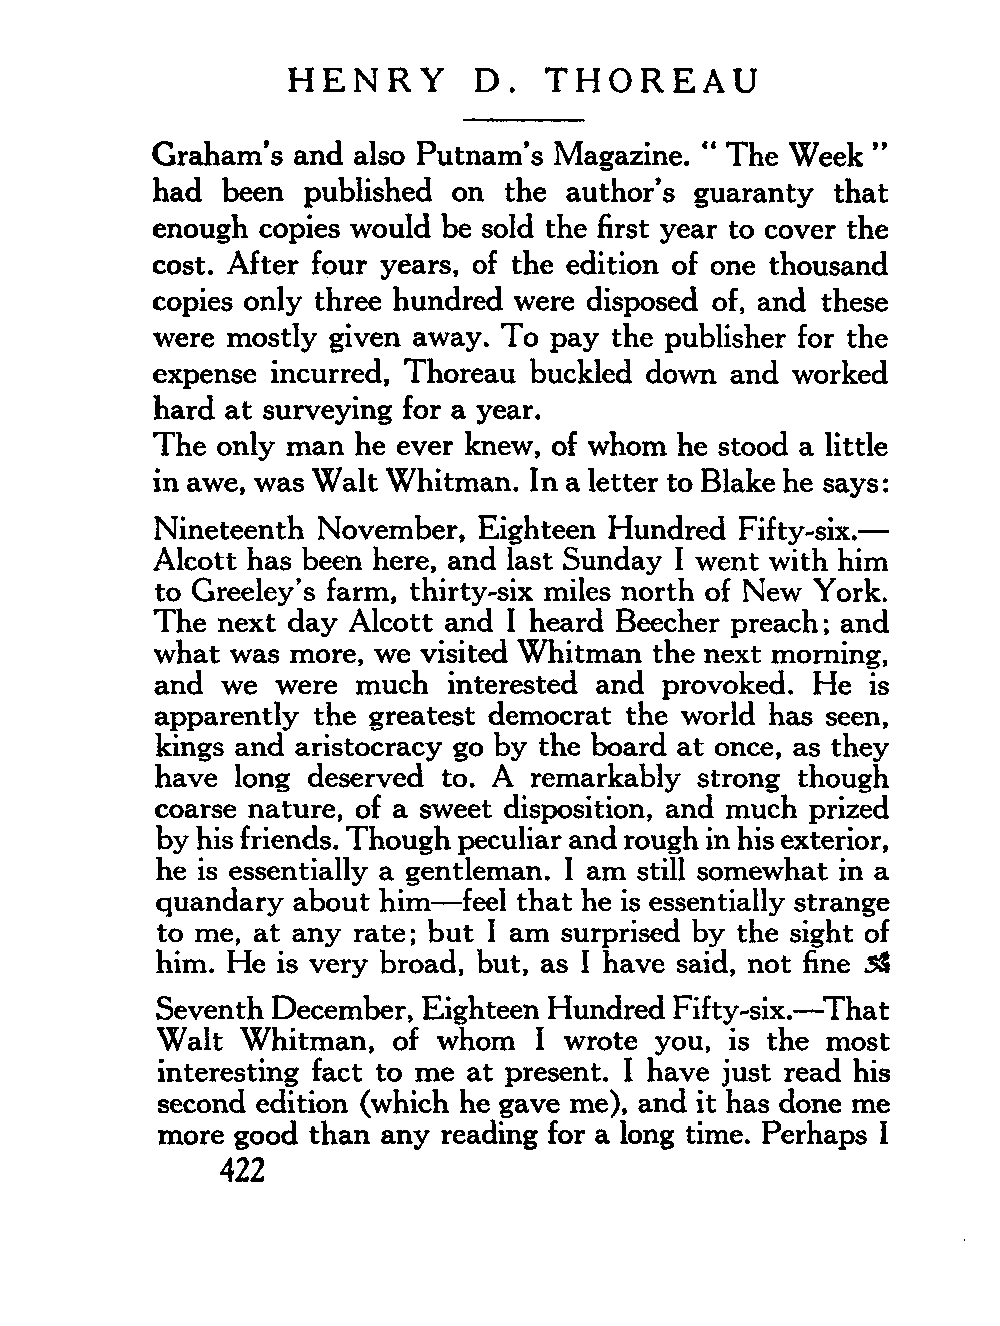 HENRY D. THOREAU
Graham's and also Putnam's Magazine. “ The Week ”
had been published on the author's guaranty that
enough copies would be sold the first year to cover the
cost. After four years, of the edition of one thousand
copies only three hundred were disposed of, and these
were mostly given away. To pay the publisher for the
expense incurred, Thoreau buckled down and worked
hard at surveying for a year.
The only man he ever knew, of whom he stood a little
in awe, was Walt Whitman. In a letter to Blake he says:
Nineteenth November, Eighteen Hundred Fifty-six.—
Alcott has been here, and last Sunday I went with him
to Greeley's farm, thirty-six miles north of New York.
The next day Alcott and I heard Beecher preach; and
what was more, we visited Whitman the next morning,
and we were much interested and provoked. He is
apparently the greatest democrat the world has seen,
kings and aristocracy go by the board at once, as they
have long deserved to. A remarkably strong though
coarse nature, of a sweet disposition, and much prized
by his friends. Though peculiar and rough in his exterior,
he is essentially a gentleman. I am still somewhat in a
quandary about him—feel that he is essentially strange
to me, at any rate; but I am surprised by the sight of
him. He is very broad, but, as I have said, not fine
Seventh December, Eighteen Hundred Fifty-six.—That
Walt Whitman, of whom I wrote you, is the most
interesting fact to me at present. I have just read his
second edition (which he gave me), and it has done me
more good than any reading for a long time. Perhaps I
422